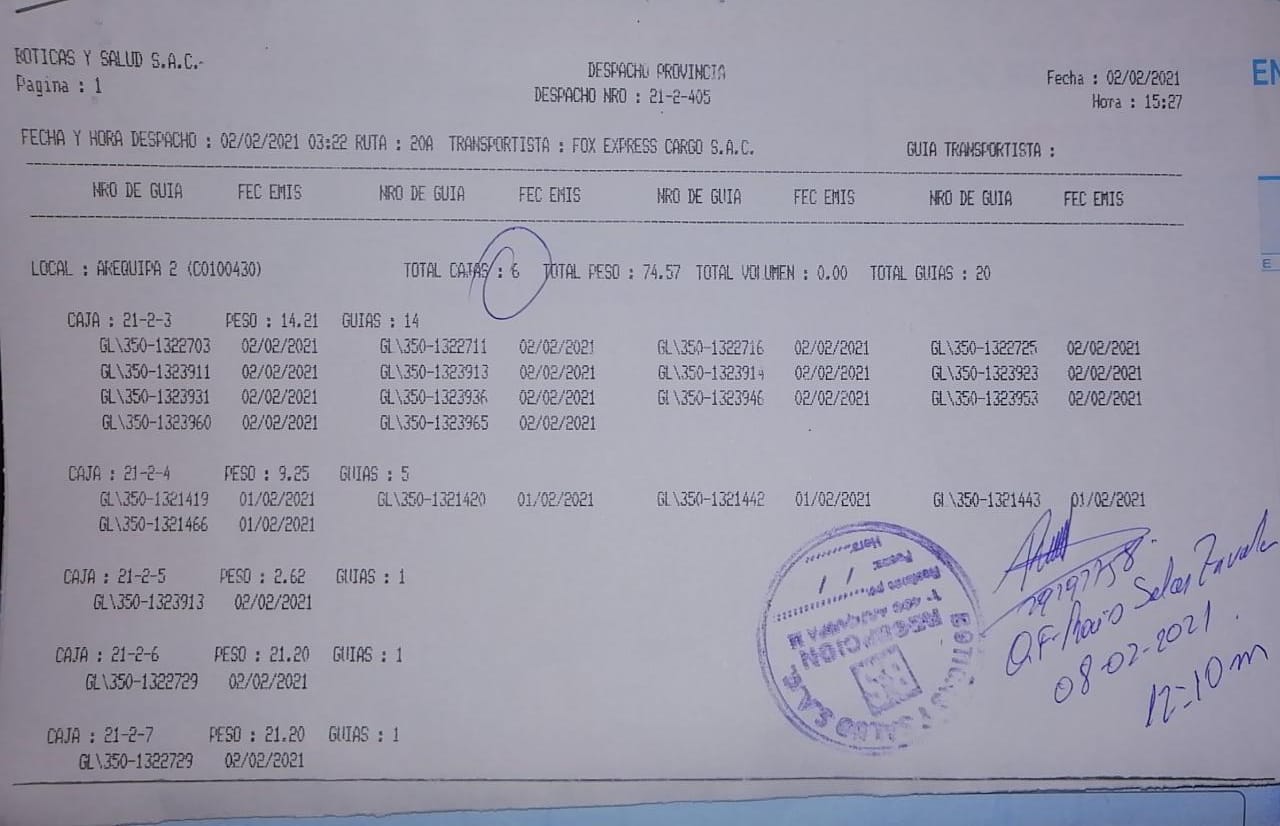 BOTICAS Y SALUD S.A.C.-
Pagina : 1
DESPACHO PROVINCIA
DESPACHO NRO : 21-2-405
Fecha : 02/02/2021
Hora : 15:27
EN
FECHA Y HORA DESPACHO : 02/02/2021 03:22 RUTA : 20A TRANSPORTISTA : FOX EXPRESS CARGO S.A.C. GUIA TRANSPORTISTA :
NRO DE GUIA FEC EMIS NRO DE GUIA FEC EMIS NRO DE GUIA FEC EMIS NRO DE GUIA FEC EMIS
LOCAL : AREQUIPA 2 (C0100430) TOTAL CAJAS : 6 TOTAL PESO : 74.57 TOTAL VOLUMEN : 0.00 TOTAL GUIAS : 20
E
CAJA : 21-2-3 PESO : 14.21 GUIAS : 14
GL\350-1322703 02/02/2021 GL\350-1322711 02/02/2021 GL\350-1322716 02/02/2021 GL\350-1322725 02/02/2021
GL\350-1323911 02/02/2021 GL\350-1323913 02/02/2021 GL\350-1323914 02/02/2021 GL\350-1323923 02/02/2021
GL\350-1323931 02/02/2021 GL\350-1323936 02/02/2021 GL\350-1323946 02/02/2021 GL\350-1323953 02/02/2021
GL\350-1323960 02/02/2021 GL\350-1323965 02/02/2021
CAJA : 21-2-4 PESO : 9.25 GUIAS : 5
GL\350-1321419 01/02/2021 GL\350-1321420 01/02/2021 GL\350-1321442 01/02/2021 GL\350-1321443 01/02/2021
GL\350-1321466 01/02/2021
CAJA : 21-2-5 PESO : 2.62 GUIAS : 1
GL\350-1323913 02/02/2021
CAJA : 21-2-6 PESO : 21.20 GUIAS : 1
GL\350-1322729 02/02/2021
CAJA : 21-2-7 PESO : 21.20 GUIAS : 1
GL\350-1322729 02/02/2021
BOTICAS Y SALUD S.A.C.
RECEPCION
Hora:
Q.F. Salas Zavala
08-02-2021.
12:10m